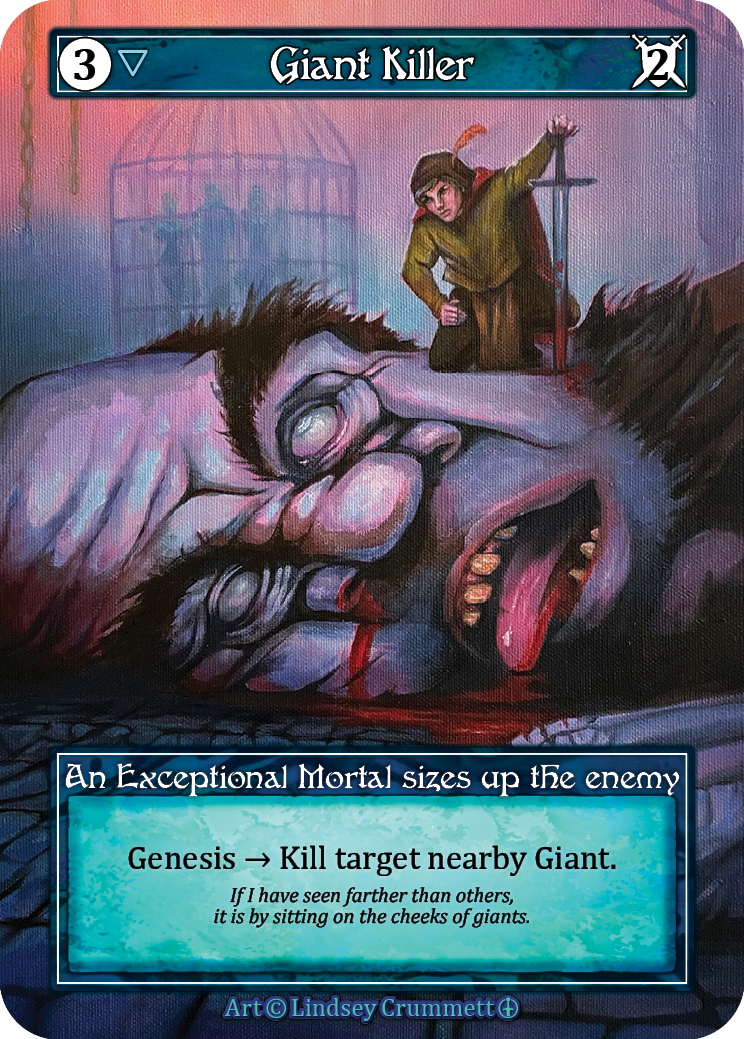 3 Giant Killer 2
An Exceptional Mortal sizes up the enemy
Genesis → Kill target nearby Giant.
If I have seen farther than others,
it is by sitting on the cheeks of giants.
Art © Lindsey Crummett